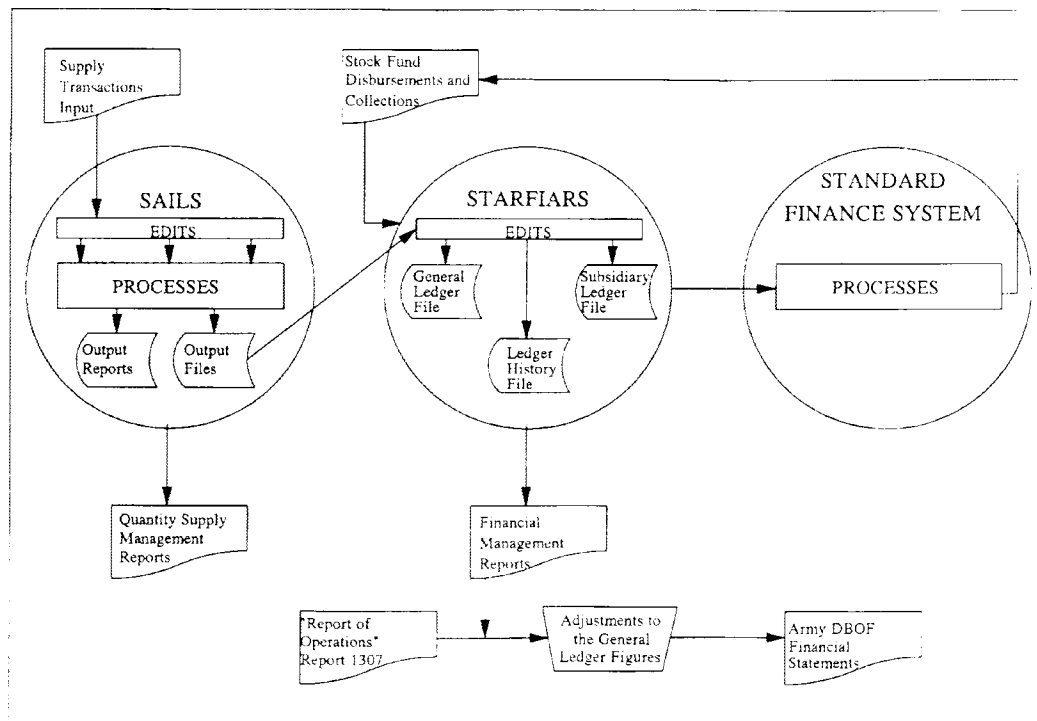 Supply
Transactions
Input
Stock Fund
Disbursements and
Collections
SAILS
EDITS
PROCESSES
Output
Reports
Output
Files
STARFIARS
EDITS
General
Ledger
File
Subsidiary
Ledger
File
Ledger
History
File
STANDARD
FINANCE SYSTEM
PROCESSES
Quantity Supply
Management
Reports
Financial
Management
Reports
"Report of
Operations"
Report 1307
Adjustments to
the General
Ledger Figures
Army DBOF
Financial
Statements